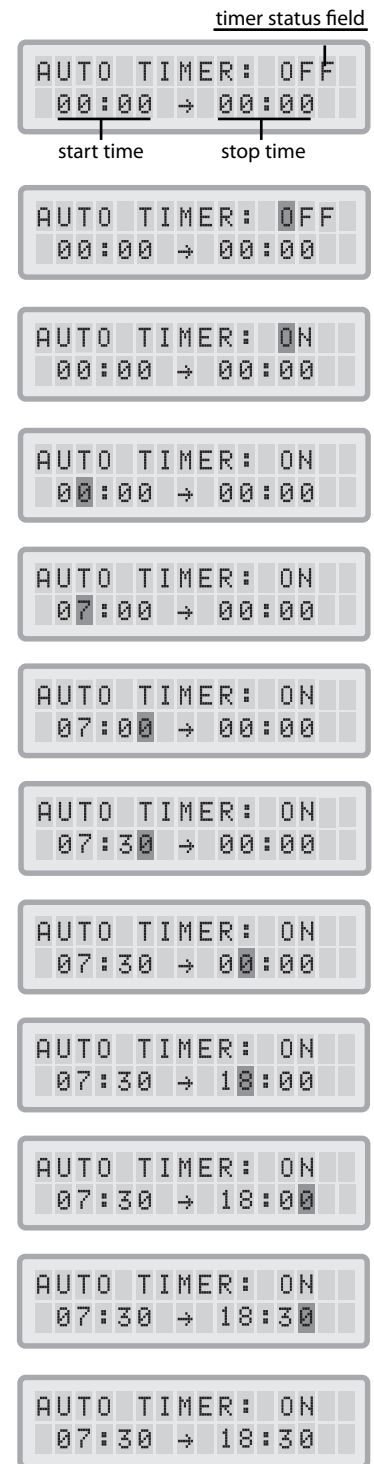 timer status field
AUTO TIMER: OFF
00:00 → 00:00
start time stop time
AUTO TIMER: OFF
00:00 → 00:00
AUTO TIMER: ON
00:00 → 00:00
AUTO TIMER: ON
00:00 → 00:00
AUTO TIMER: ON
07:00 → 00:00
AUTO TIMER: ON
07:00 → 00:00
AUTO TIMER: ON
07:30 → 00:00
AUTO TIMER: ON
07:30 → 00:00
AUTO TIMER: ON
07:30 → 18:00
AUTO TIMER: ON
07:30 → 18:00
AUTO TIMER: ON
07:30 → 18:30
AUTO TIMER: ON
07:30 → 18:30